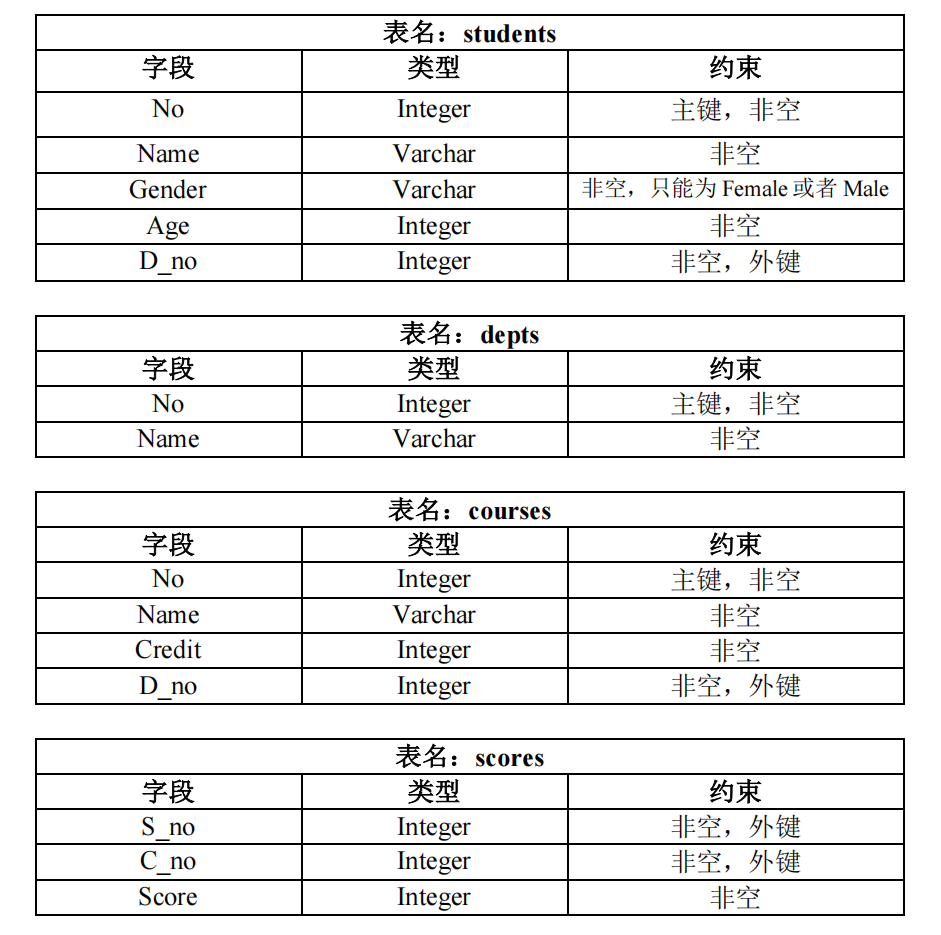 表名：students
字段 类型 约束
No Integer 主键，非空
Name Varchar 非空
Gender Varchar 非空，只能为 Female 或者 Male
Age Integer 非空
D_no Integer 非空，外键
表名：depts
字段 类型 约束
No Integer 主键，非空
Name Varchar 非空
表名：courses
字段 类型 约束
No Integer 主键，非空
Name Varchar 非空
Credit Integer 非空
D_no Integer 非空，外键
表名：scores
字段 类型 约束
S_no Integer 非空，外键
C_no Integer 非空，外键
Score Integer 非空